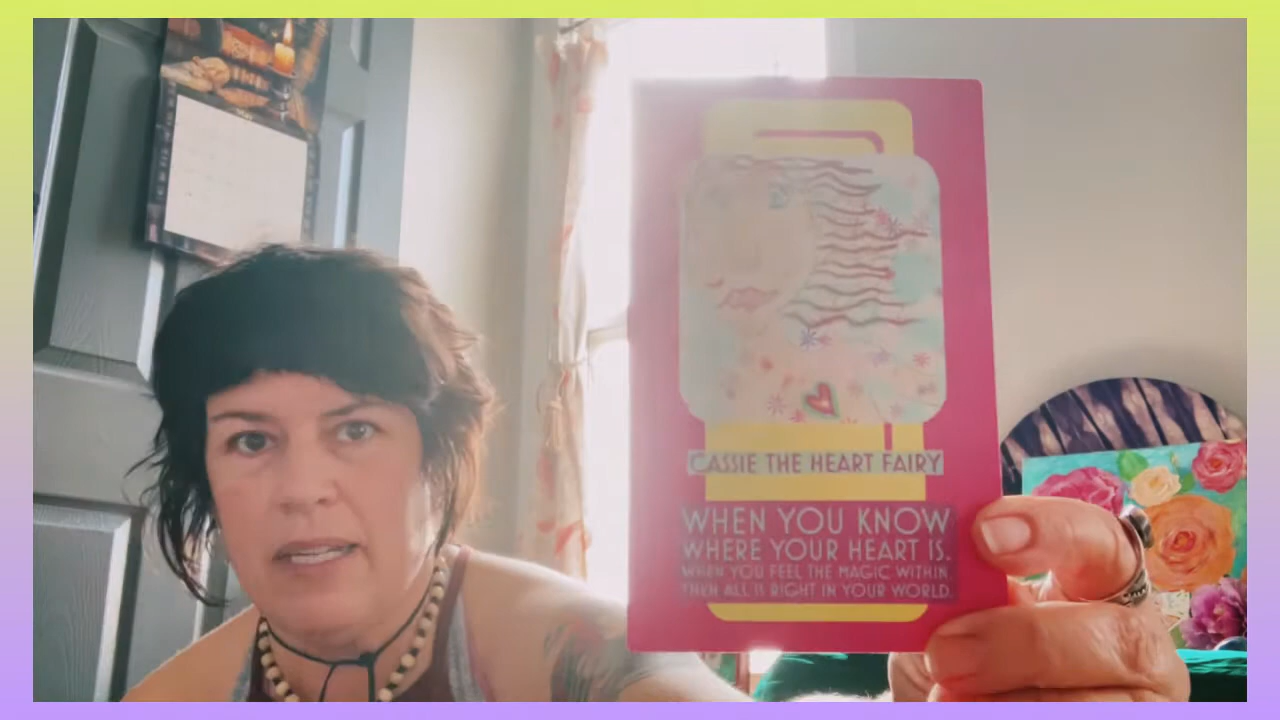 CASSIE THE HEART FAIRY
WHEN YOU KNOW
WHERE YOUR HEART IS.
WHEN YOU FEEL THE MAGIC WITHIN,
THEN ALL IS RIGHT IN YOUR WORLD.